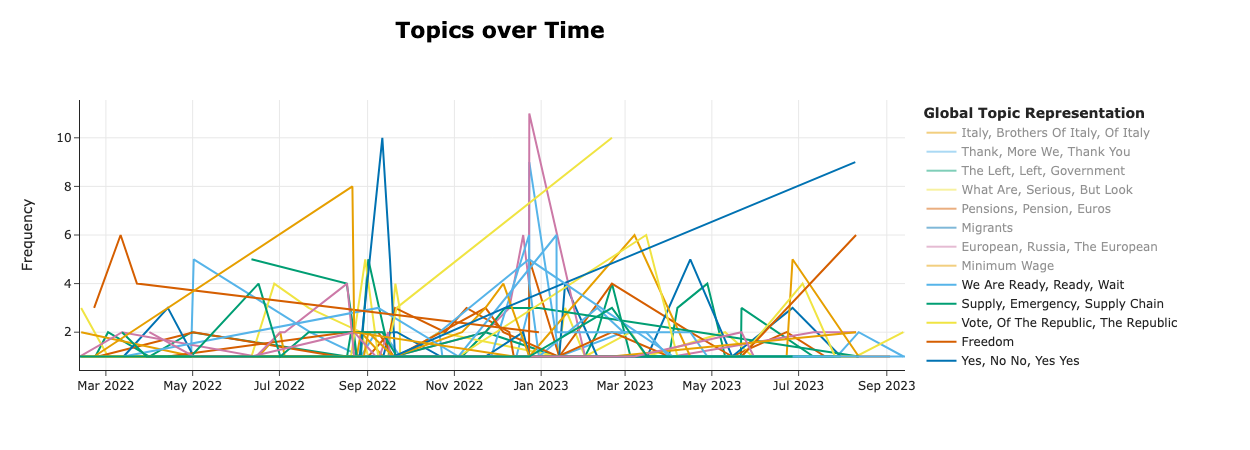 Topics over Time
Global Topic Representation
Italy, Brothers Of Italy, Of Italy
Thank, More We, Thank You
The Left, Left, Government
What Are, Serious, But Look
Pensions, Pension, Euros
Migrants
European, Russia, The European
Minimum Wage
We Are Ready, Ready, Wait
Supply, Emergency, Supply Chain
Vote, Of The Republic, The Republic
Freedom
Yes, No No, Yes Yes
Frequency
10
8
6
4
2
Mar 2022 May 2022 Jul 2022 Sep 2022 Nov 2022 Jan 2023 Mar 2023 May 2023 Jul 2023 Sep 2023